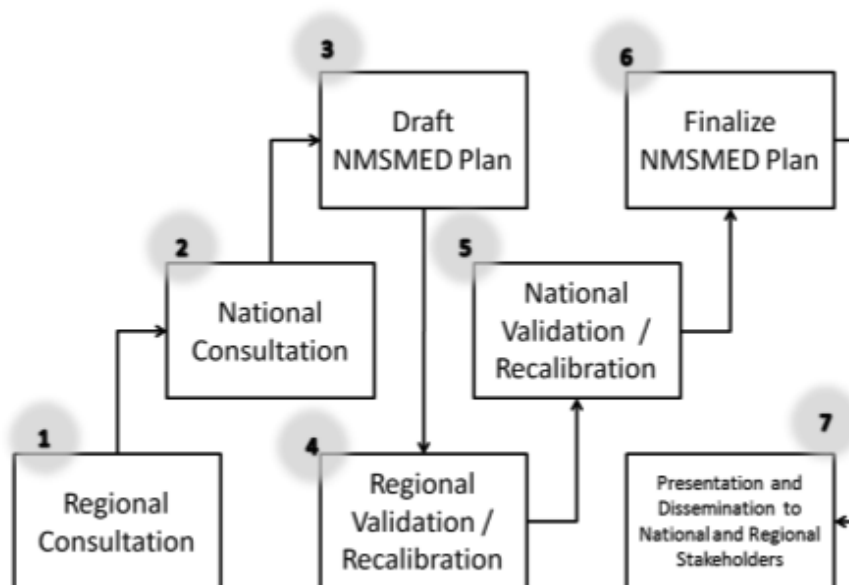 1
Regional
Consultation
2
National
Consultation
3
Draft
NMSMED Plan
4
Regional
Validation /
Recalibration
5
National
Validation /
Recalibration
6
Finalize
NMSMED Plan
7
Presentation and
Dissemination to
National and Regional
Stakeholders